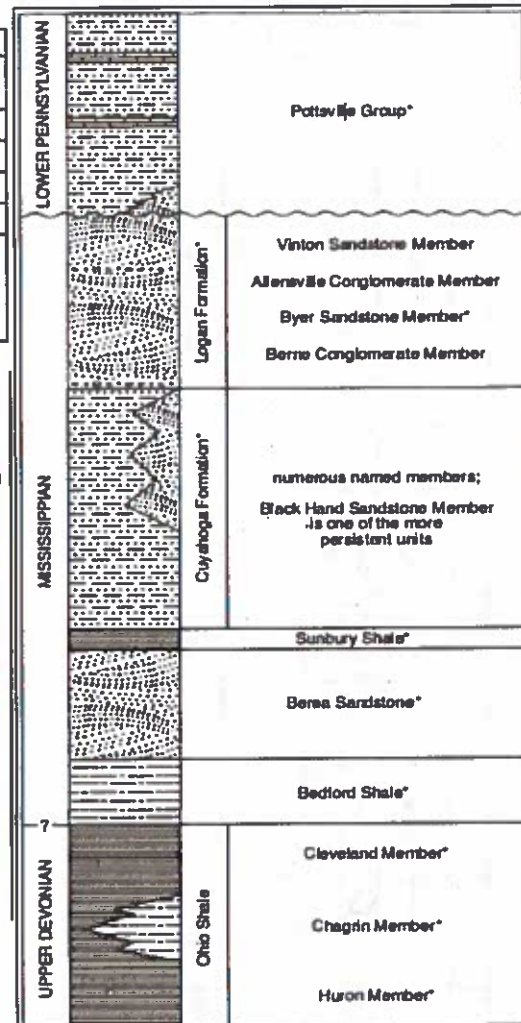 LOWER PENNSYLVANIAN
Pottsville Group*
MISSISSIPPIAN
Logan Formation*
Vinton Sandstone Member
Allensville Conglomerate Member
Byer Sandstone Member*
Berne Conglomerate Member
Cuyahoga Formation*
numerous named members;
Black Hand Sandstone Member
is one of the more
persistent units
Sunbury Shale*
Berea Sandstone*
Bedford Shale*
?
UPPER DEVONIAN
Ohio Shale
Cleveland Member*
Chagrin Member*
Huron Member*